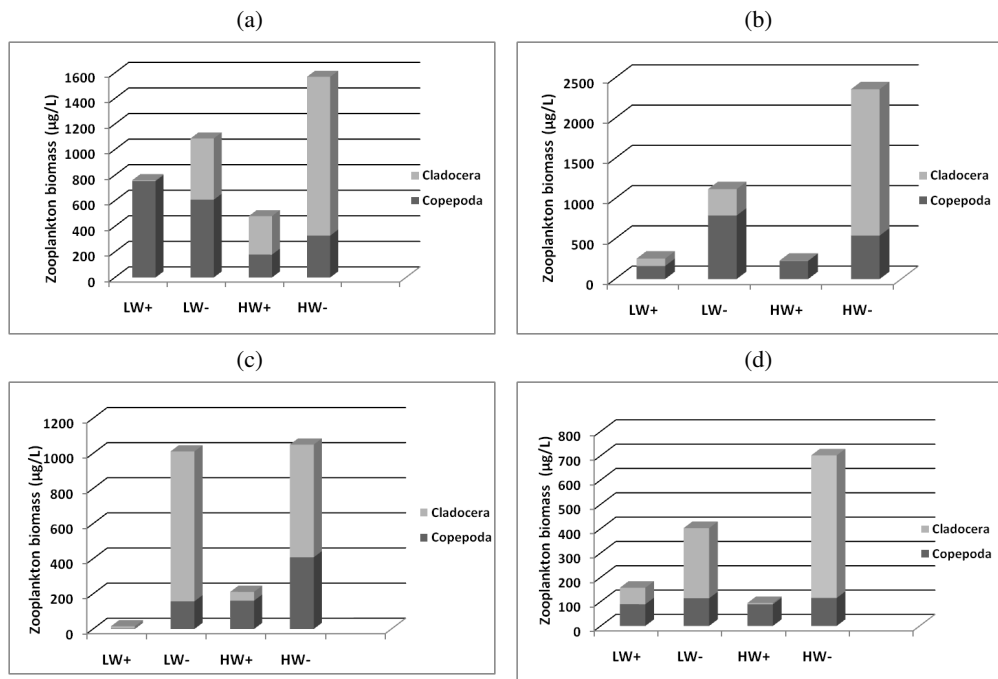 (a)
Zooplankton biomass (µg/L)
1600
1400
1200
1000
800
600
400
200
0
LW+ LW- HW+ HW-
Cladocera
Copepoda
(b)
Zooplankton biomass (µg/L)
2500
2000
1500
1000
500
0
LW+ LW- HW+ HW-
Cladocera
Copepoda
(c)
Zooplankton biomass (µg/L)
1200
1000
800
600
400
200
0
LW+ LW- HW+ HW-
Cladocera
Copepoda
(d)
Zooplankton biomass (µg/L)
800
700
600
500
400
300
200
100
0
LW+ LW- HW+ HW-
Cladocera
Copepoda